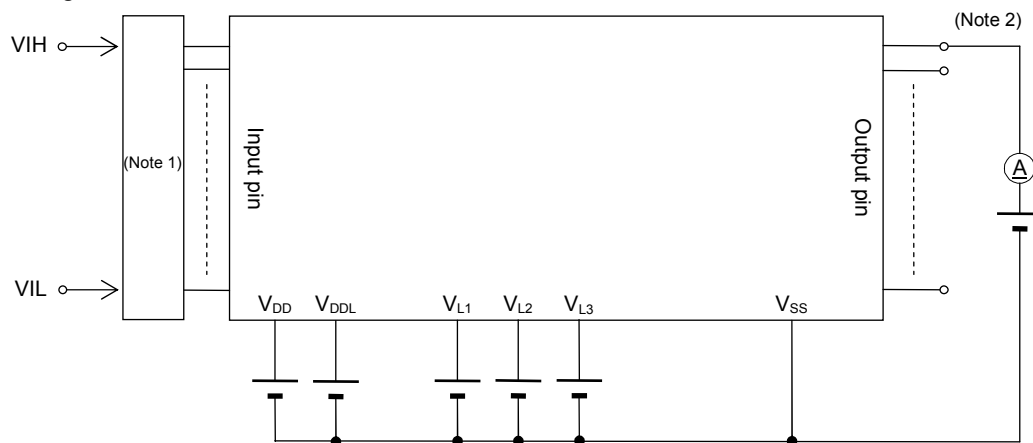 (Note 2)
VIH
(Note 1)
Input pin
Output pin
A
VIL
VDD
VDDL
VL1
VL2
VL3
VSS